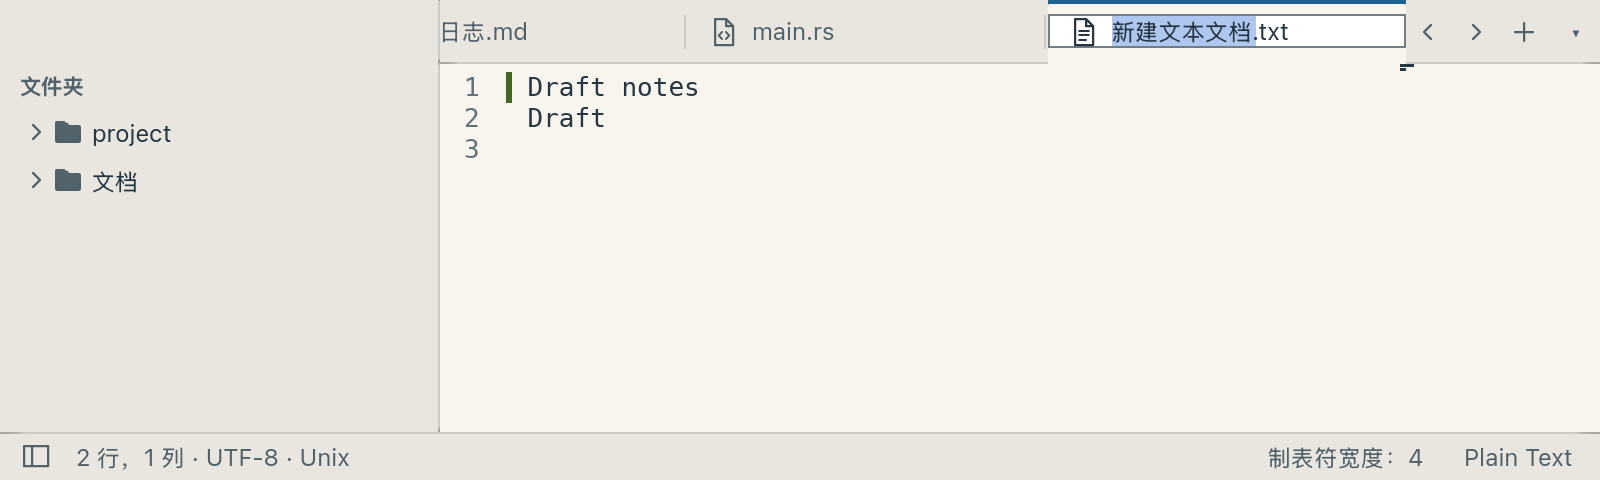 日志.md
main.rs
新建文本文档.txt
文件夹
project
文档
1 Draft notes
2 Draft
3
2 行，1 列 · UTF-8 · Unix
制表符宽度：4
Plain Text